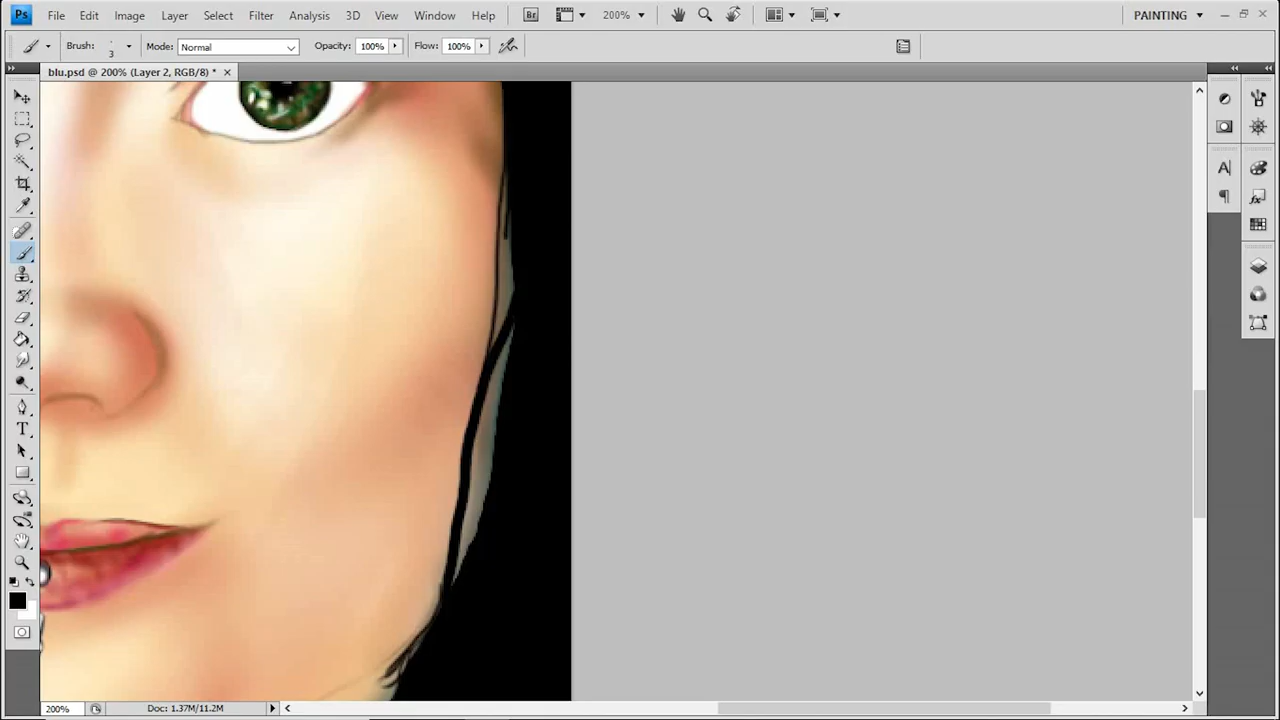 Ps File Edit Image Layer Select Filter Analysis 3D View Window Help Br 200% PAINTING
Brush: 3 Mode: Normal Opacity: 100% Flow: 100%
blu.psd @ 200% (Layer 2, RGB/8) *
200% Doc: 1.37M/11.2M